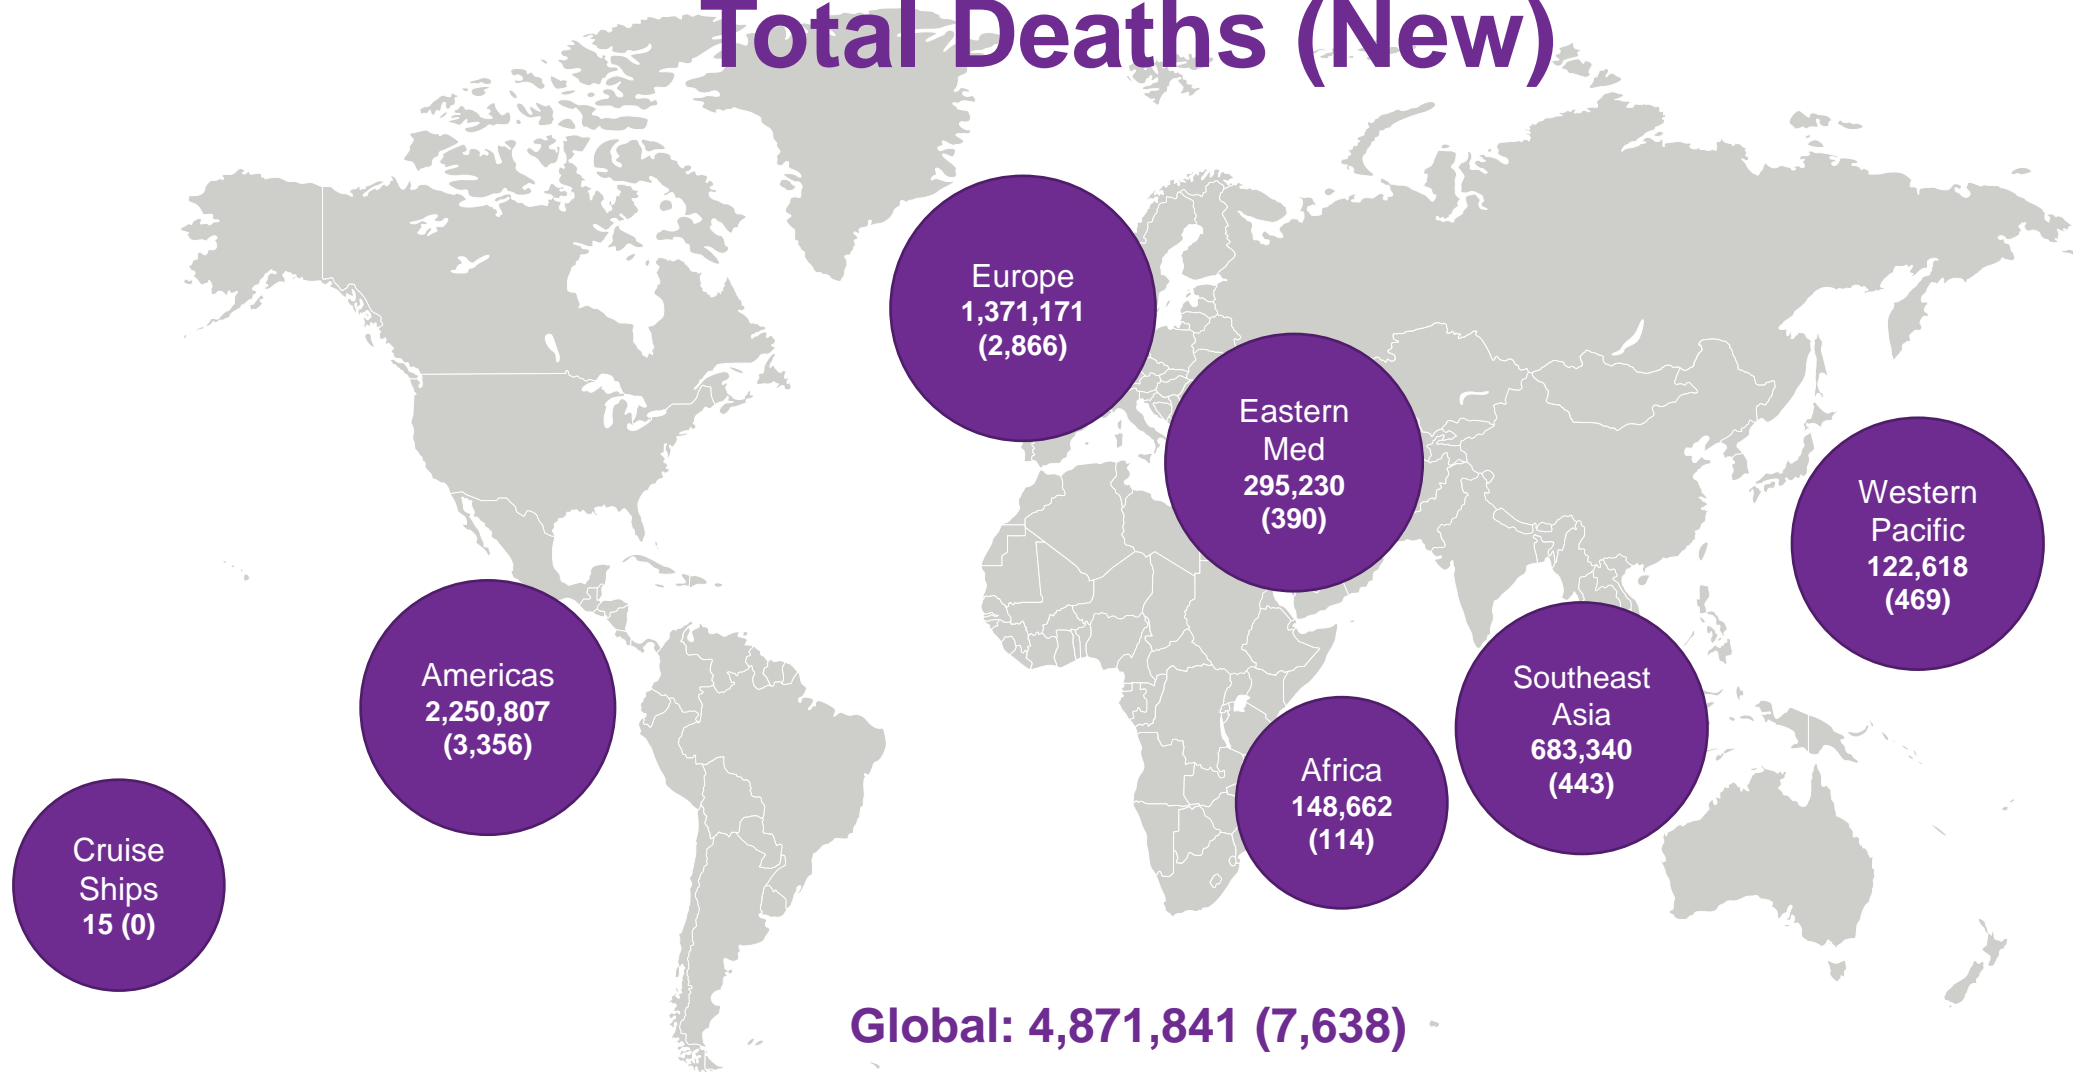 Total Deaths (New)
Europe
1,371,171
(2,866)
Eastern
Med
295,230
(390)
Western
Pacific
122,618
(469)
Americas
2,250,807
(3,356)
Southeast
Asia
683,340
(443)
Africa
148,662
(114)
Cruise
Ships
15 (0)
Global: 4,871,841 (7,638)